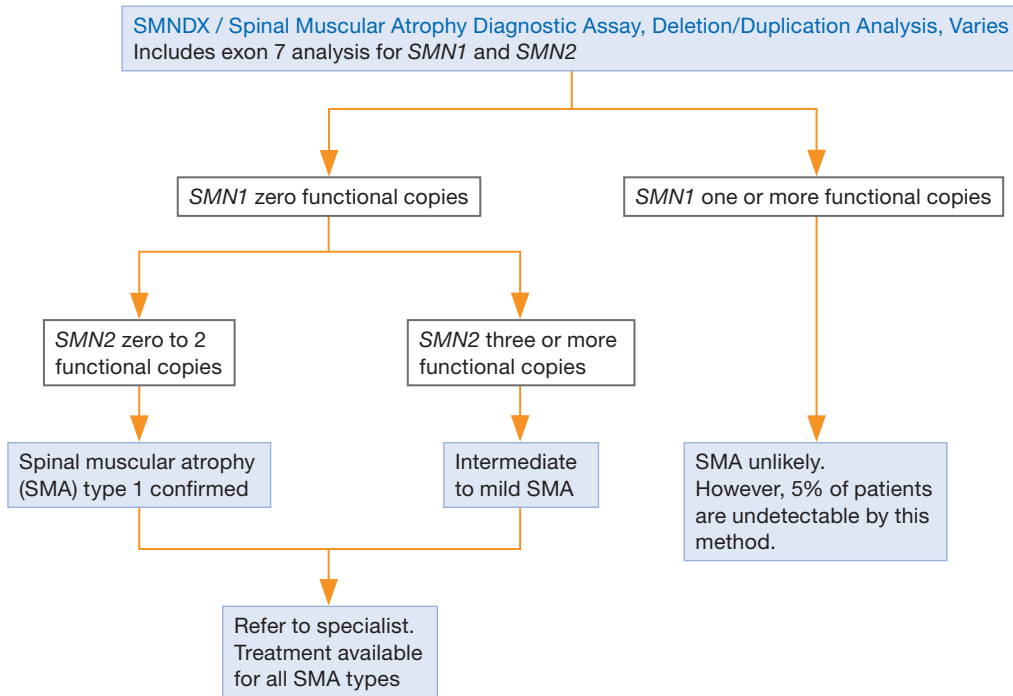 SMNDX / Spinal Muscular Atrophy Diagnostic Assay, Deletion/Duplication Analysis, Varies
Includes exon 7 analysis for SMN1 and SMN2
SMN1 zero functional copies
SMN1 one or more functional copies
SMN2 zero to 2
functional copies
SMN2 three or more
functional copies
Spinal muscular atrophy
(SMA) type 1 confirmed
Intermediate
to mild SMA
SMA unlikely.
However, 5% of patients
are undetectable by this
method.
Refer to specialist.
Treatment available
for all SMA types